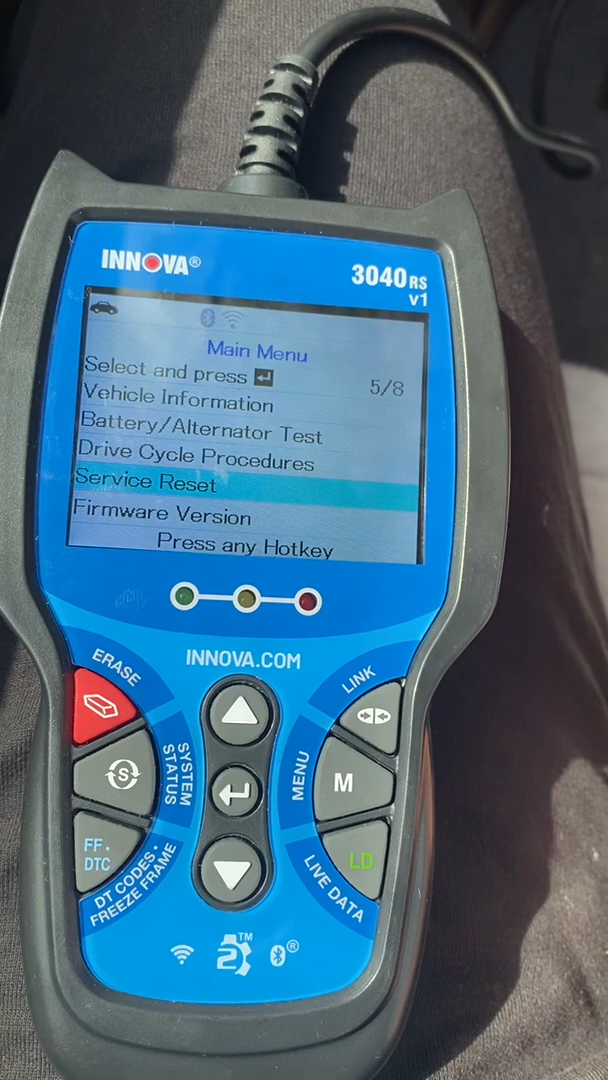 INNOVA®
3040RS
v1
Main Menu
Select and press
5/8
Vehicle Information
Battery/Alternator Test
Drive Cycle Procedures
Service Reset
Firmware Version
Press any Hotkey
INNOVA.COM
ERASE
LINK
S
SYSTEM
STATUS
MENU
M
FF•
DTC
DT CODES•
FREEZE FRAME
LD
LIVE DATA
2™
®